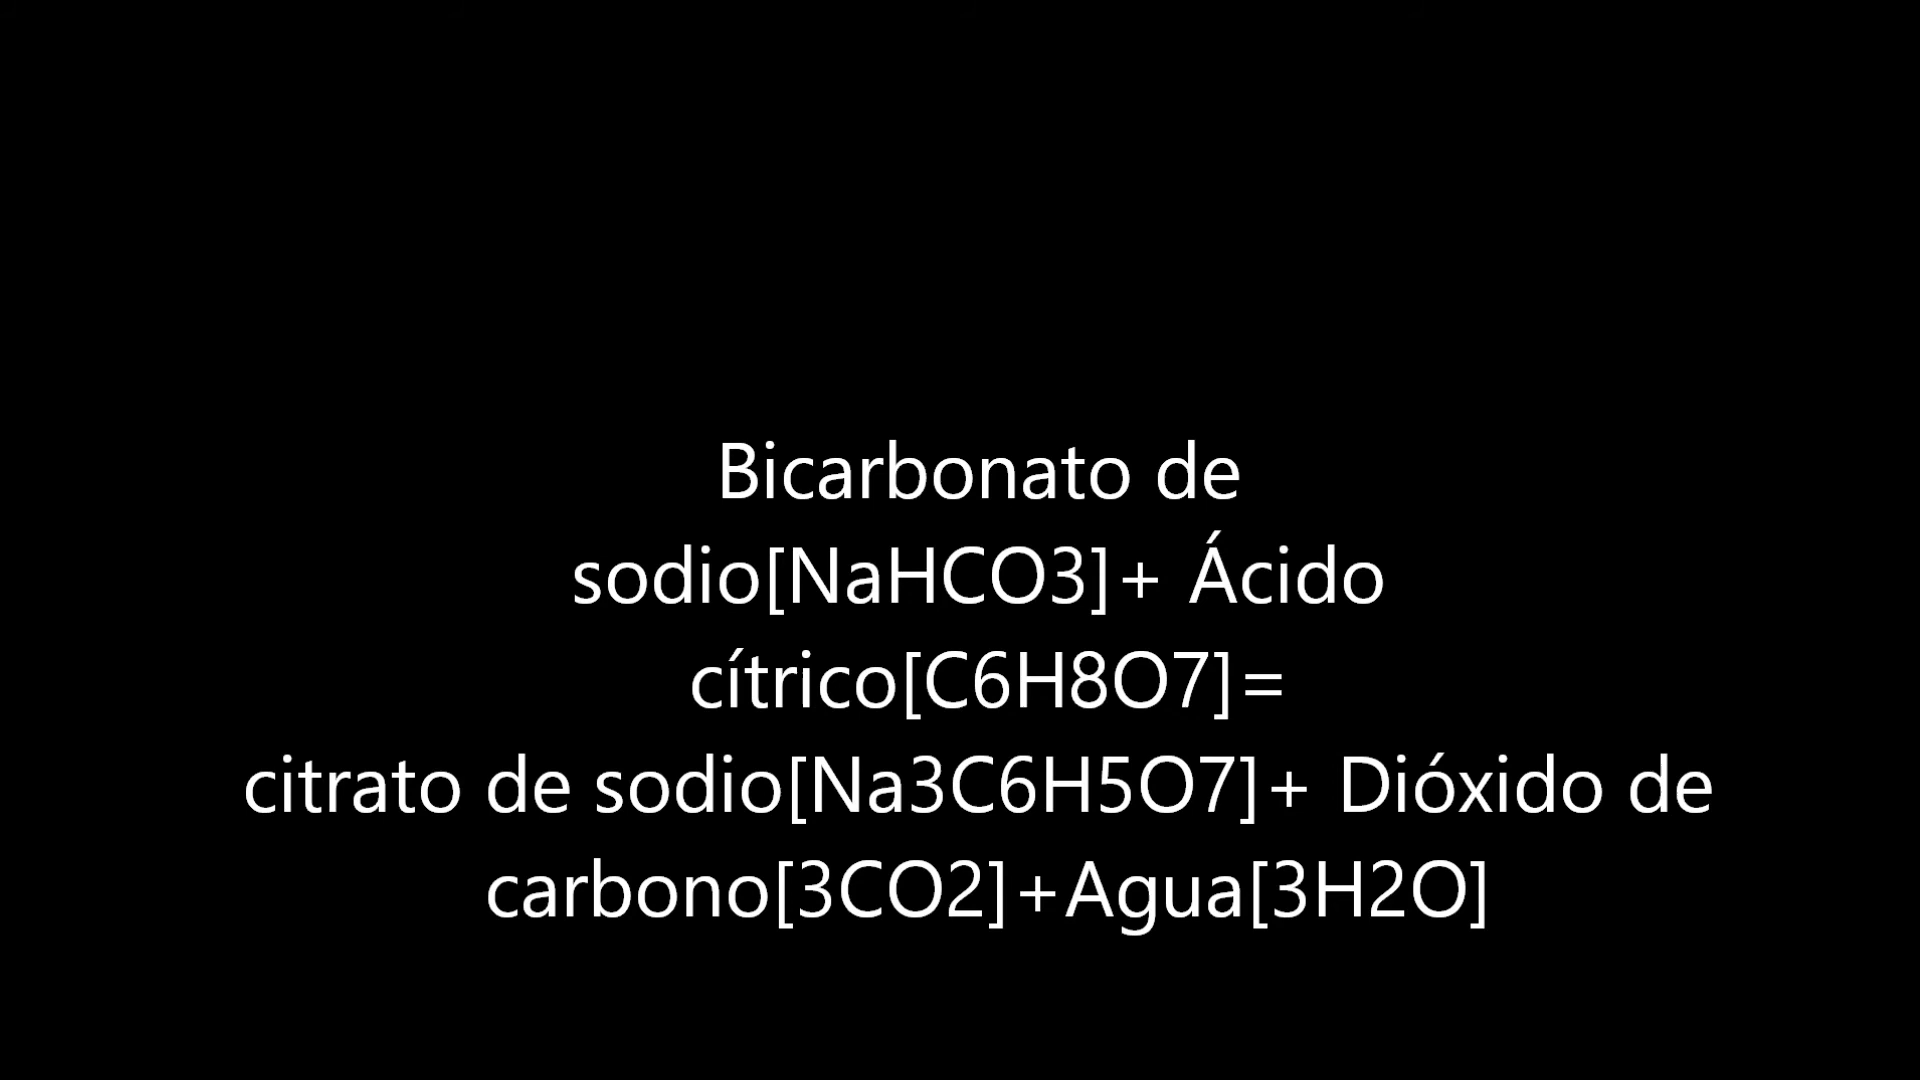 Bicarbonato de
sodio[NaHCO3]+ Ácido
cítrico[C6H8O7]=
citrato de sodio[Na3C6H5O7]+ Dióxido de
carbono[3CO2]+Agua[3H2O]